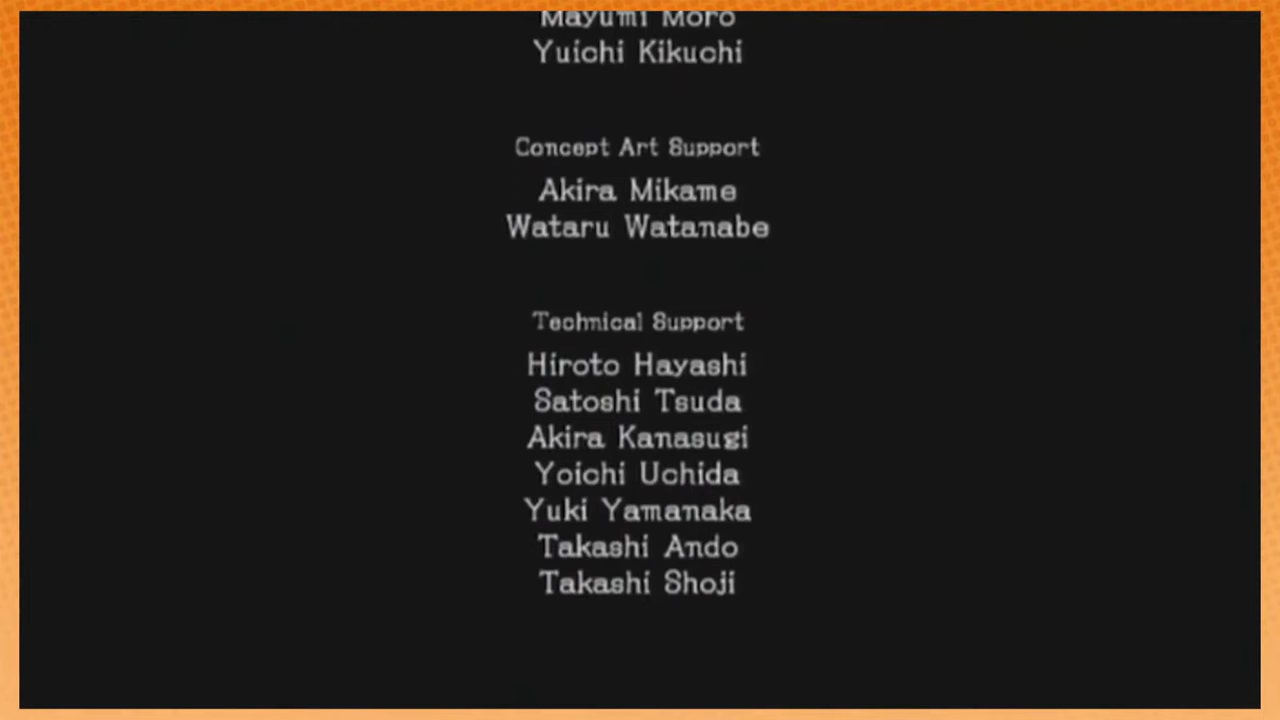 Mayumi Moro
Yuichi Kikuchi
Concept Art Support
Akira Mikame
Wataru Watanabe
Technical Support
Hiroto Hayashi
Satoshi Tsuda
Akira Kanasugi
Yoichi Uchida
Yuki Yamanaka
Takashi Ando
Takashi Shoji